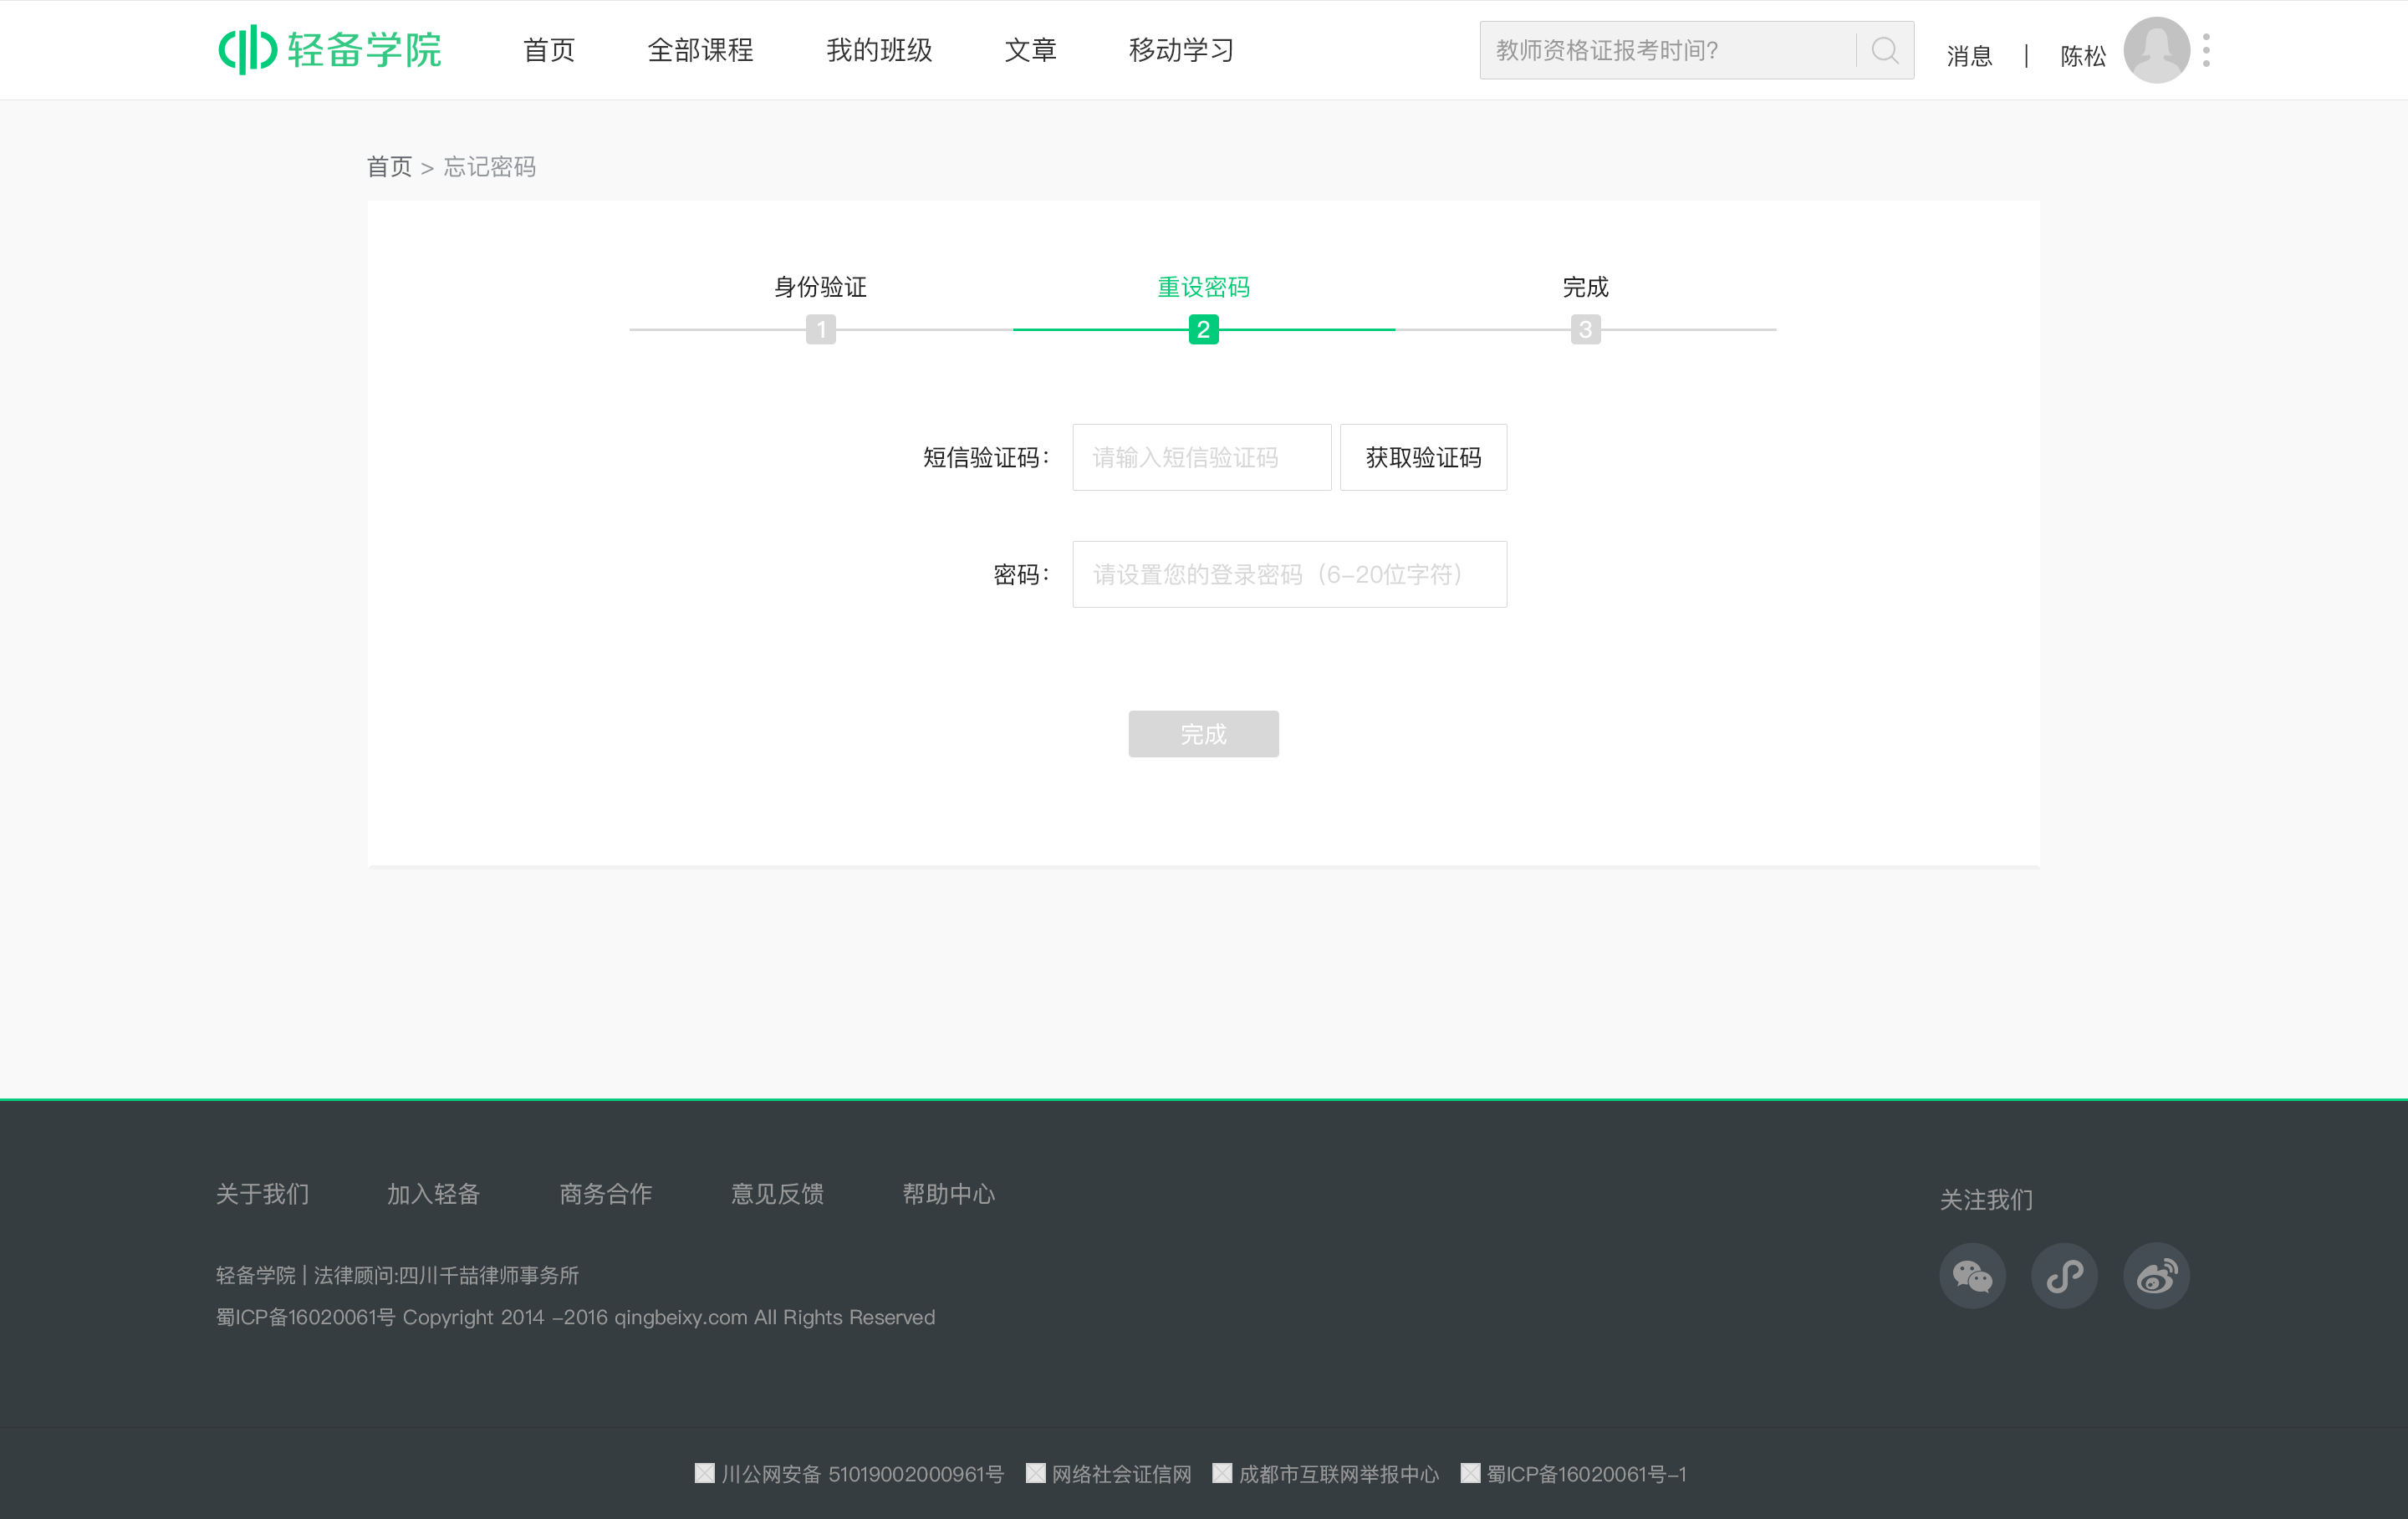 轻备学院 首页 全部课程 我的班级 文章 移动学习 教师资格证报考时间? 消息 | 陈松
首页 > 忘记密码
身份验证 重设密码 完成
1 2 3
短信验证码： 请输入短信验证码 获取验证码
密码： 请设置您的登录密码（6-20位字符）
完成
关于我们 加入轻备 商务合作 意见反馈 帮助中心
关注我们
轻备学院 | 法律顾问:四川千喆律师事务所
蜀ICP备16020061号 Copyright 2014 -2016 qingbeixy.com All Rights Reserved
川公网安备 51019002000961号 网络社会证信网 成都市互联网举报中心 蜀ICP备16020061号-1